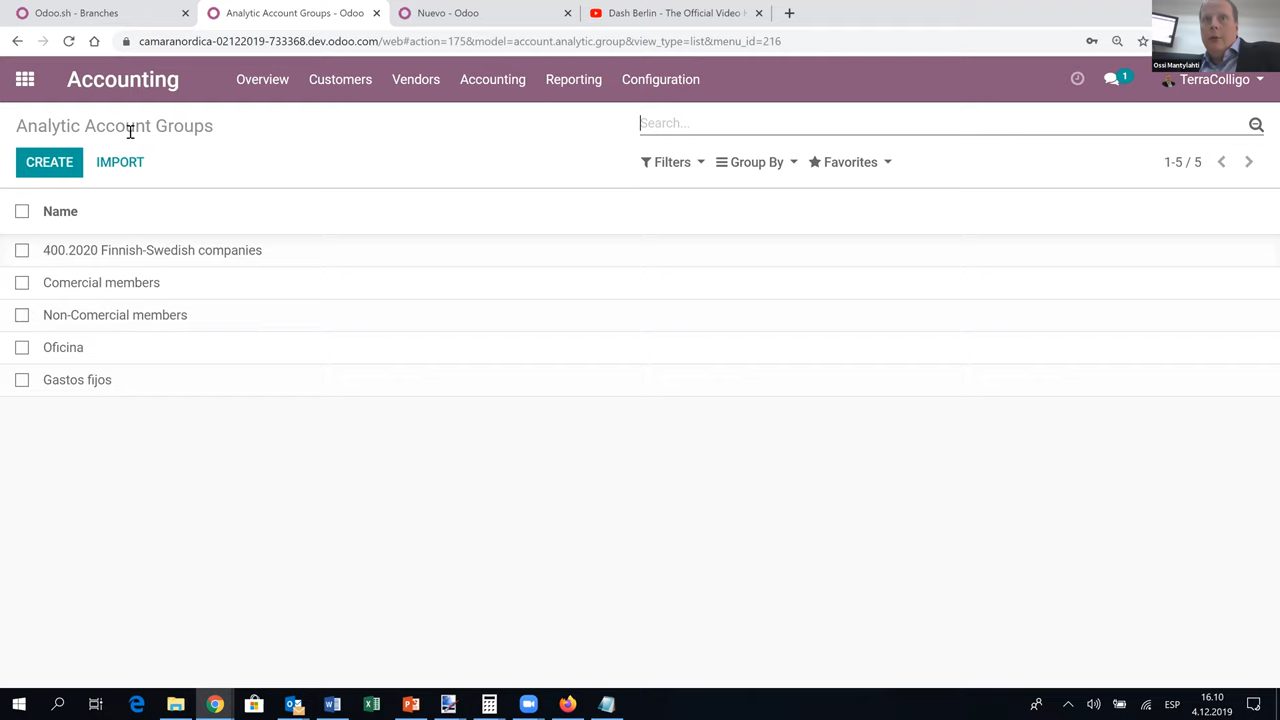 Odoo.sh - Branches
Analytic Account Groups - Odoo
Nuevo - Odoo
Dash Berlin - The Official Video
camaranordica-02122019-733368.dev.odoo.com/web#action=175&model=account.analytic.group&view_type=list&menu_id=216
Ossi Mantylahti
Accounting
Overview
Customers
Vendors
Accounting
Reporting
Configuration
1
TerraColligo
Analytic Account Groups
Search...
CREATE
IMPORT
Filters
Group By
Favorites
1-5 / 5
Name
400.2020 Finnish-Swedish companies
Comercial members
Non-Comercial members
Oficina
Gastos fijos
ESP
16.10
4.12.2019